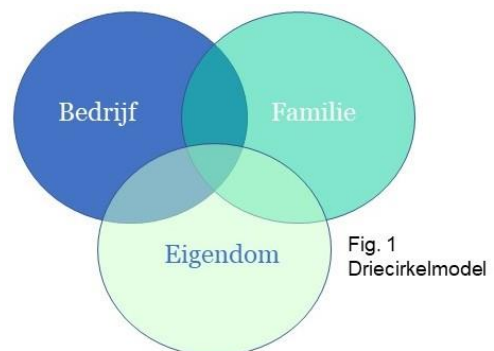 Bedrijf
Familie
Eigendom
Fig. 1
Driecirkelmodel